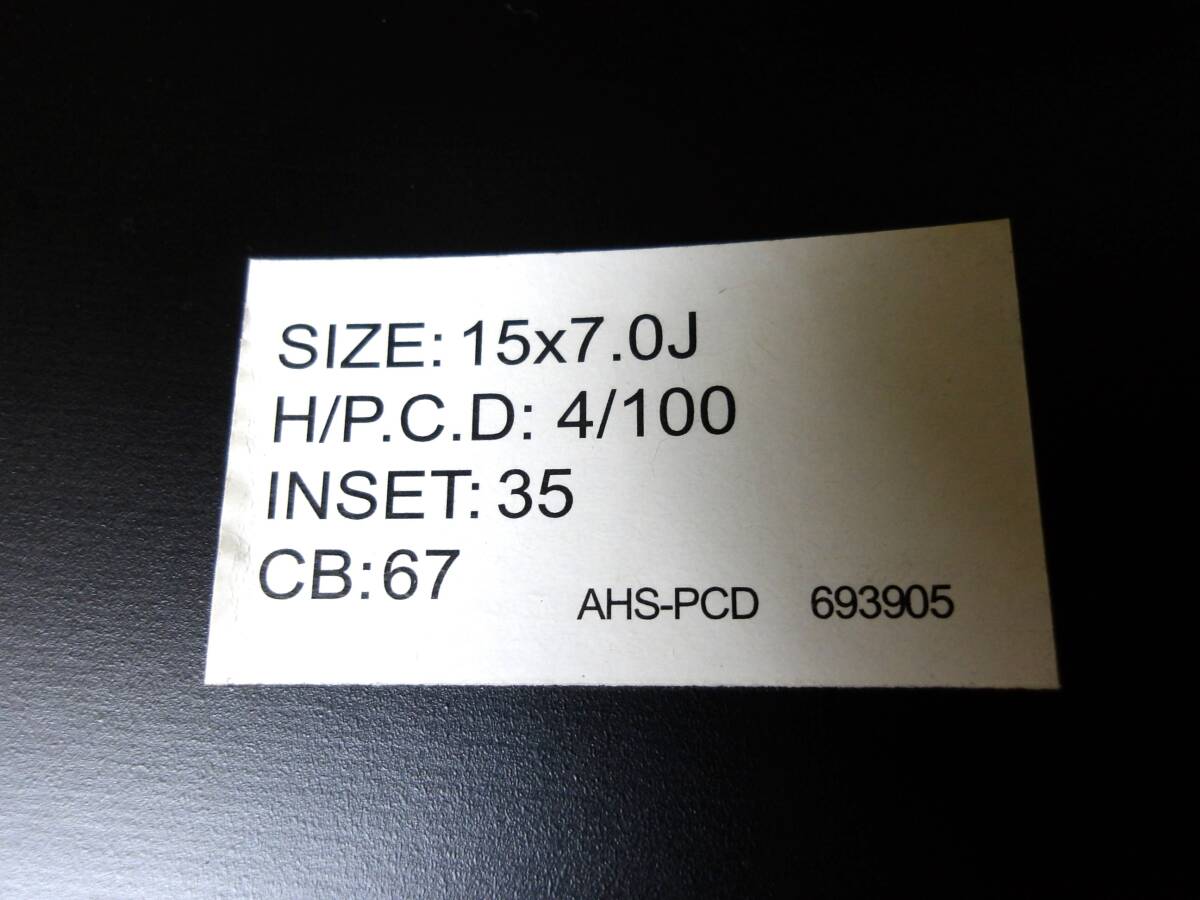 SIZE: 15x7.0J
H/P.C.D: 4/100
INSET: 35
CB:67
AHS-PCD 693905